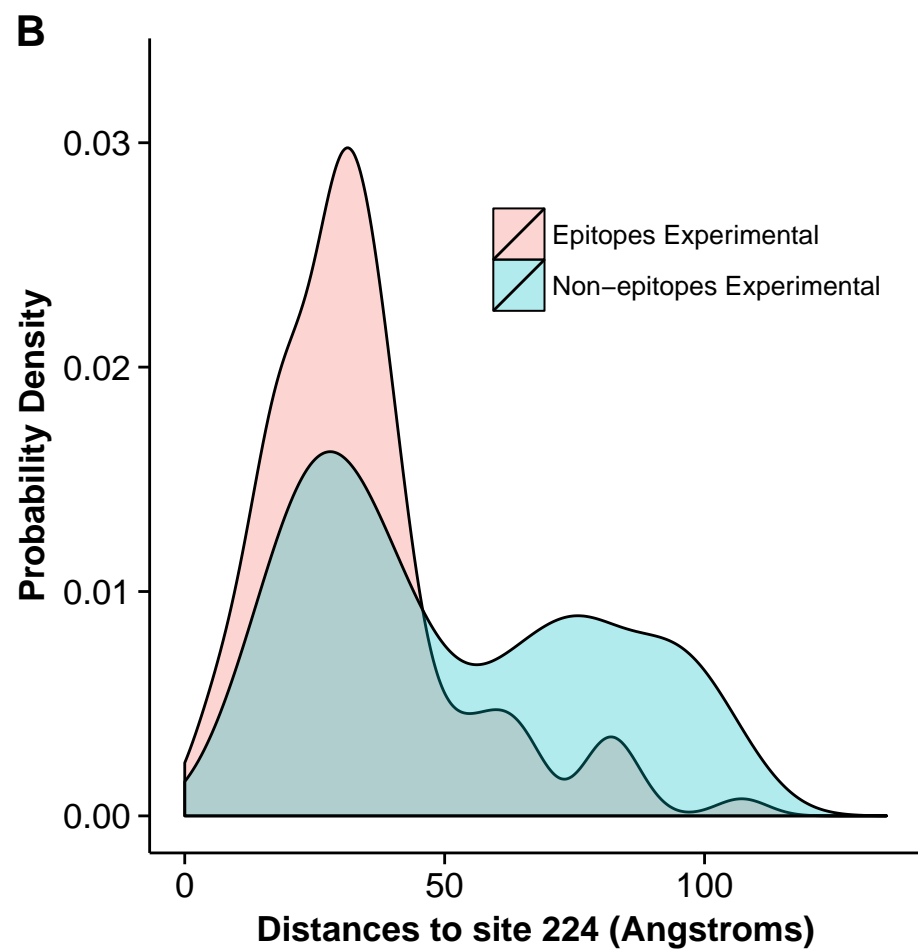 B
Probability Density
0.03
0.02
0.01
0.00
Epitopes Experimental
Non−epitopes Experimental
0 50 100
Distances to site 224 (Angstroms)